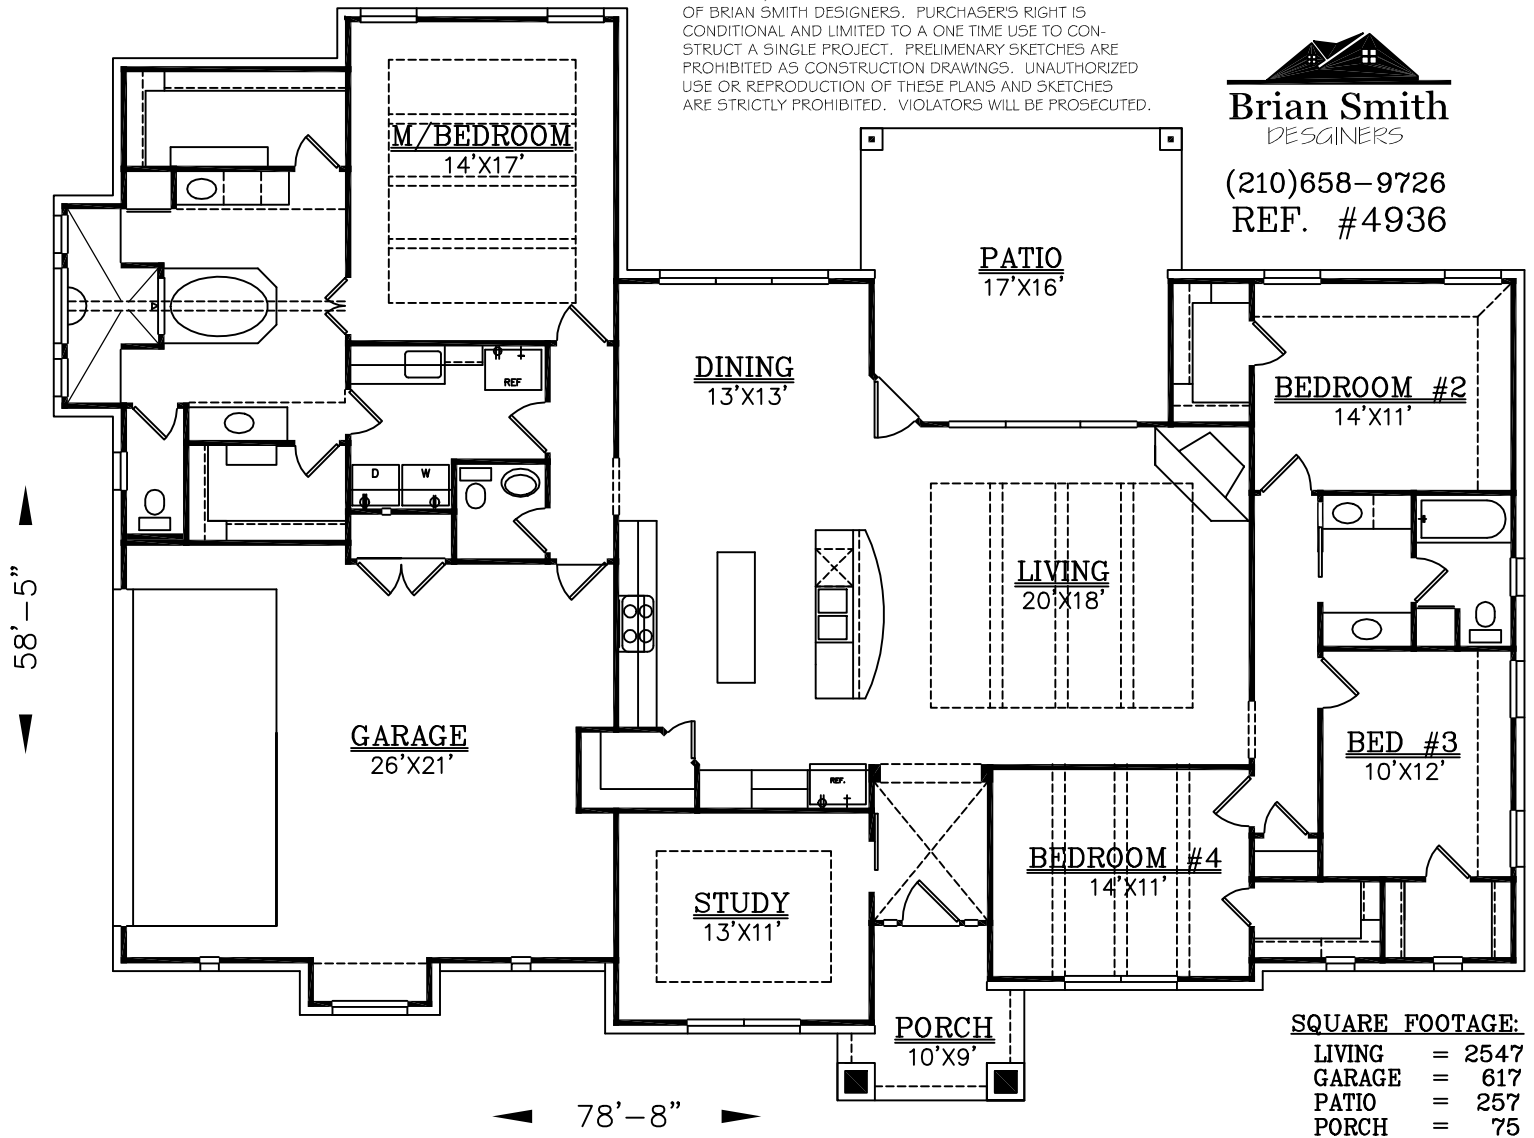 OF BRIAN SMITH DESIGNERS. PURCHASER'S RIGHT IS
CONDITIONAL AND LIMITED TO A ONE TIME USE TO CON-
STRUCT A SINGLE PROJECT. PRELIMENARY SKETCHES ARE
PROHIBITED AS CONSTRUCTION DRAWINGS. UNAUTHORIZED
USE OR REPRODUCTION OF THESE PLANS AND SKETCHES
ARE STRICTLY PROHIBITED. VIOLATORS WILL BE PROSECUTED.
Brian Smith
DESGINERS
(210)658-9726
REF. #4936
M/BEDROOM
14'X17'
PATIO
17'X16'
DINING
13'X13'
REF
BEDROOM #2
14'X11'
D
W
LIVING
20'X18'
58'-5"
GARAGE
26'X21'
BED #3
10'X12'
REF.
BEDROOM #4
14'X11'
STUDY
13'X11'
PORCH
10'X9'
78'-8"
SQUARE FOOTAGE:
LIVING = 2547
GARAGE = 617
PATIO = 257
PORCH = 75